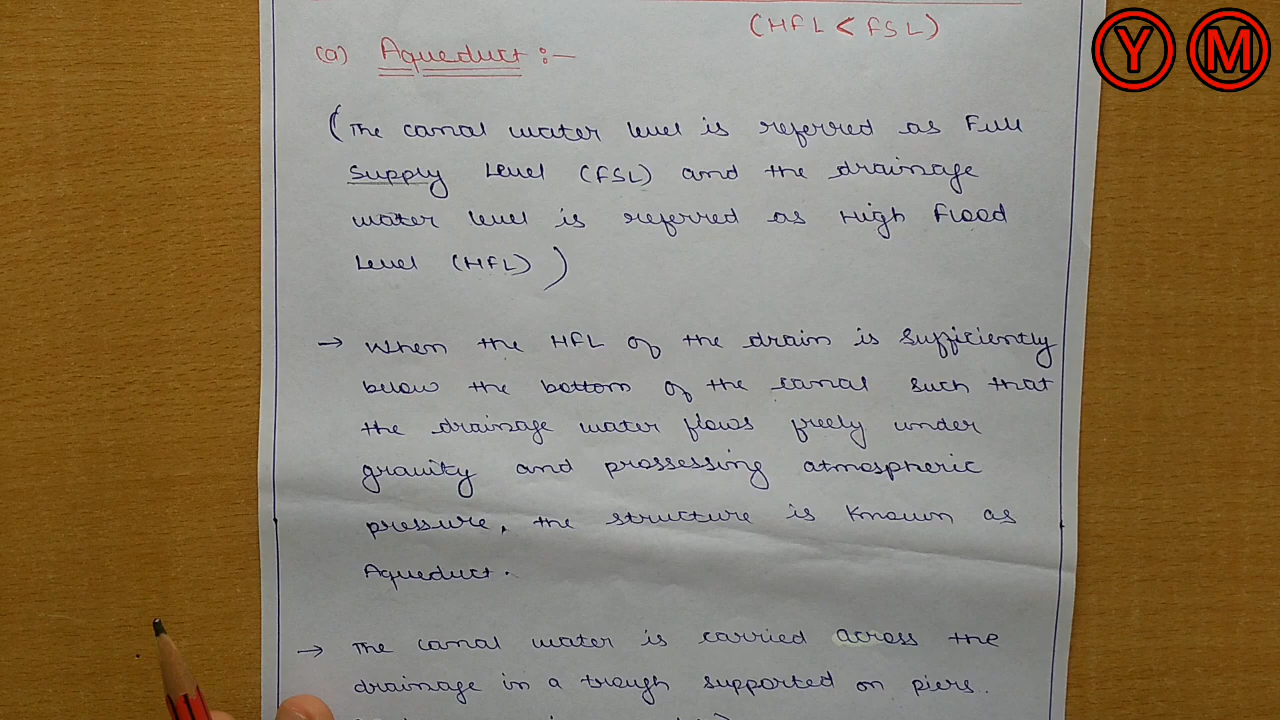 (HFL < FSL)
(a) Aqueduct :-
(The canal water level is referred as Full
Supply Level (FSL) and the drainage
water level is referred as High Flood
Level (HFL))
→ When the HFL of the drain is sufficiently
below the bottom of the canal such that
the drainage water flows freely under
gravity and prossessing atmospheric
pressure, the structure is known as
Aqueduct.
→ The canal water is carried across the
drainage in a trough supported on piers.
Y M